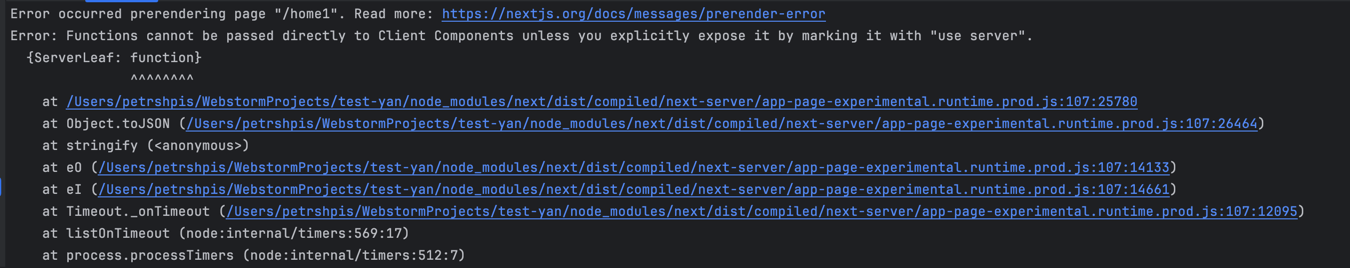 Error occurred prerendering page "/home1". Read more: https://nextjs.org/docs/messages/prerender-error
Error: Functions cannot be passed directly to Client Components unless you explicitly expose it by marking it with "use server".
  {ServerLeaf: function}
               ^^^^^^^^
    at /Users/petrshpis/WebstormProjects/test-yan/node_modules/next/dist/compiled/next-server/app-page-experimental.runtime.prod.js:107:25780
    at Object.toJSON (/Users/petrshpis/WebstormProjects/test-yan/node_modules/next/dist/compiled/next-server/app-page-experimental.runtime.prod.js:107:26464)
    at stringify (<anonymous>)
    at eO (/Users/petrshpis/WebstormProjects/test-yan/node_modules/next/dist/compiled/next-server/app-page-experimental.runtime.prod.js:107:14133)
    at eI (/Users/petrshpis/WebstormProjects/test-yan/node_modules/next/dist/compiled/next-server/app-page-experimental.runtime.prod.js:107:14661)
    at Timeout._onTimeout (/Users/petrshpis/WebstormProjects/test-yan/node_modules/next/dist/compiled/next-server/app-page-experimental.runtime.prod.js:107:12095)
    at listOnTimeout (node:internal/timers:569:17)
    at process.processTimers (node:internal/timers:512:7)